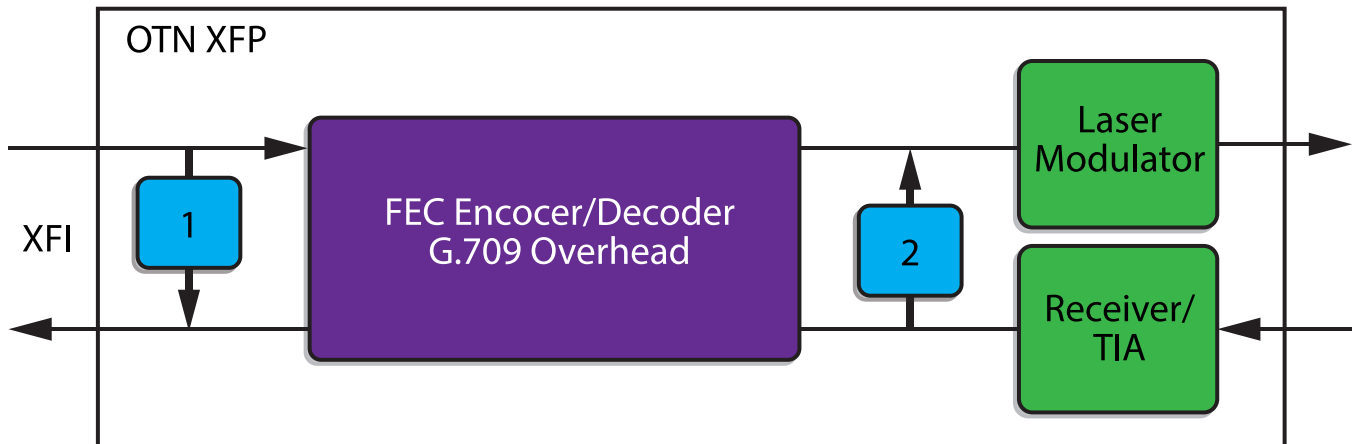 OTN XFP
Laser
Modulator
1
FEC Encocer/Decoder
G.709 Overhead
XFI
2
Receiver/
TIA